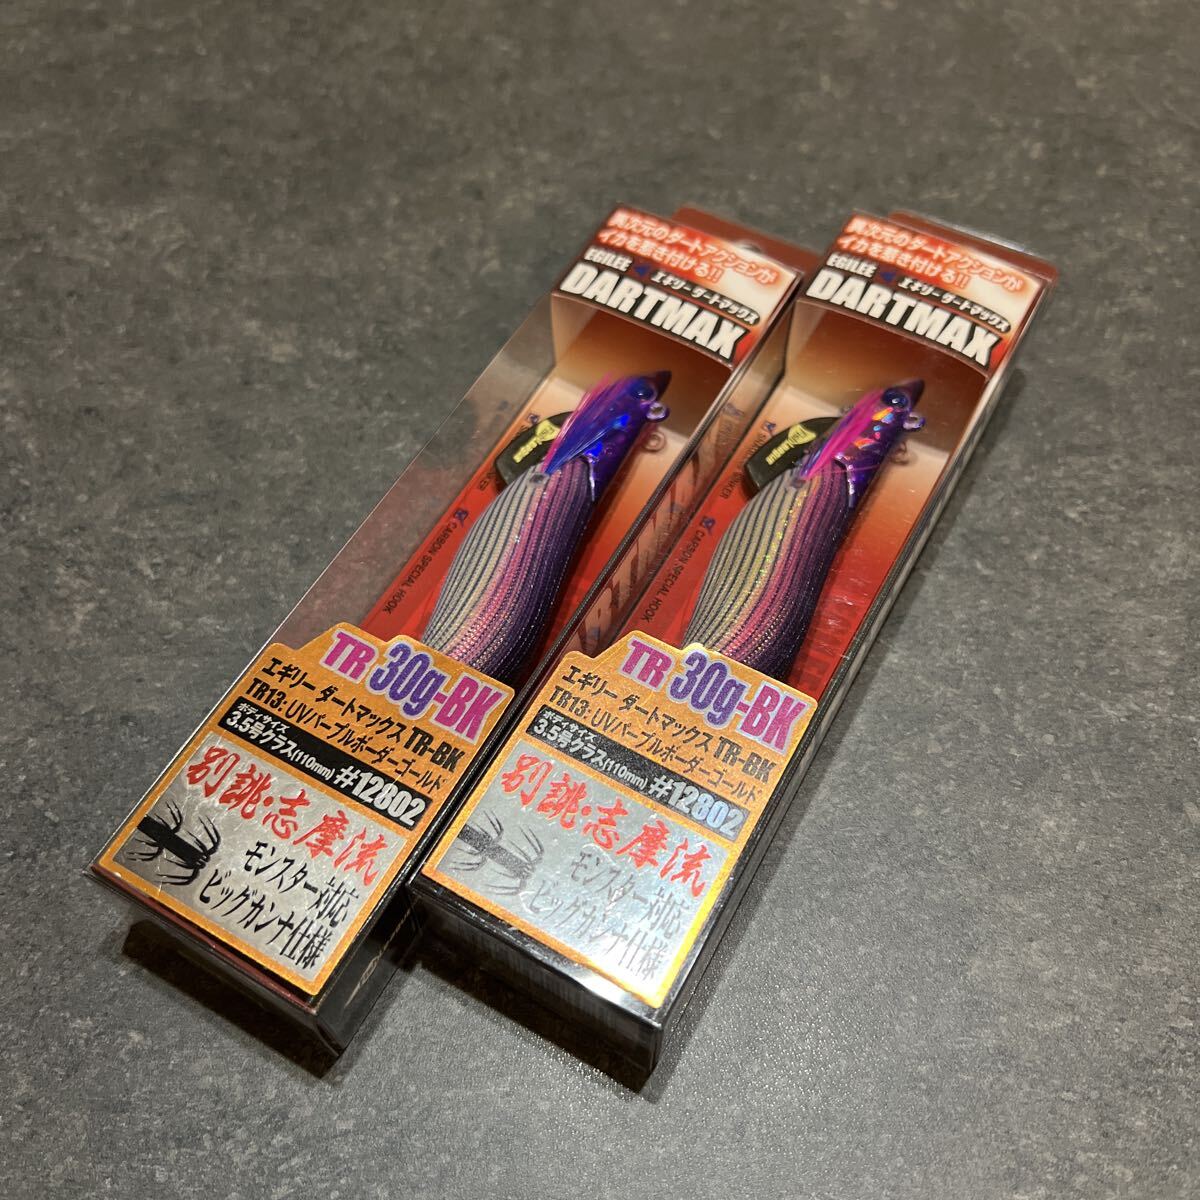 異次元のダートアクションが
イカを惹き付ける!!
EGILEE
エギリー ダートマックス
DARTMAX
FishLeague
SINKER
CARBON SPECIAL HOOK
TR 30g-BK
エギリー ダートマックス TR-BK
TR13: UVパープルボーダーゴールド
ボディサイズ
3.5号クラス(110mm) #12802
別誂・志摩流
モンスター対応
ビッグカンナ仕様
異次元のダートアクションが
イカを惹き付ける!!
EGILEE
エギリー ダートマックス
DARTMAX
FishLeague
SINKER
CARBON SPECIAL HOOK
TR 30g-BK
エギリー ダートマックス TR-BK
TR13: UVパープルボーダーゴールド
ボディサイズ
3.5号クラス(110mm) #12802
別誂・志摩流
モンスター対応
ビッグカンナ仕様